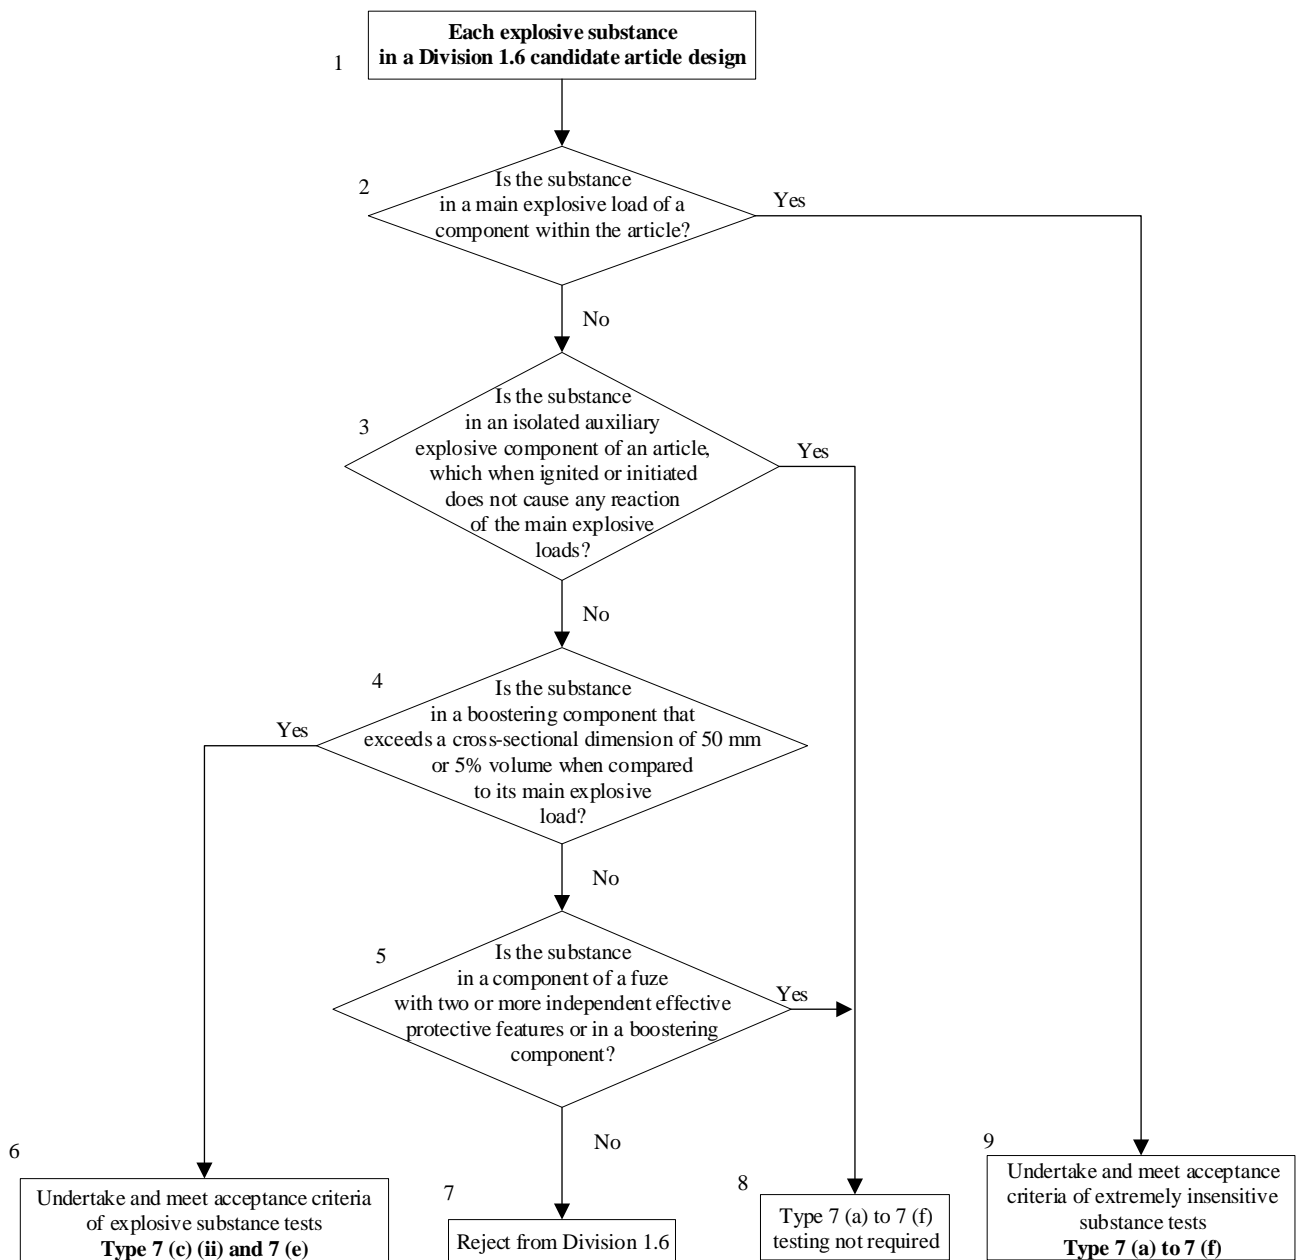 1
Each explosive substance
in a Division 1.6 candidate article design
2
Is the substance
in a main explosive load of a
component within the article?
Yes
No
3
Is the substance
in an isolated auxiliary
explosive component of an article,
which when ignited or initiated
does not cause any reaction
of the main explosive
loads?
Yes
No
4
Is the substance
in a boostering component that
exceeds a cross-sectional dimension of 50 mm
or 5% volume when compared
to its main explosive
load?
Yes
No
5
Is the substance
in a component of a fuze
with two or more independent effective
protective features or in a boostering
component?
Yes
No
6
Undertake and meet acceptance criteria
of explosive substance tests
Type 7 (c) (ii) and 7 (e)
7
Reject from Division 1.6
8
Type 7 (a) to 7 (f)
testing not required
9
Undertake and meet acceptance
criteria of extremely insensitive
substance tests
Type 7 (a) to 7 (f)